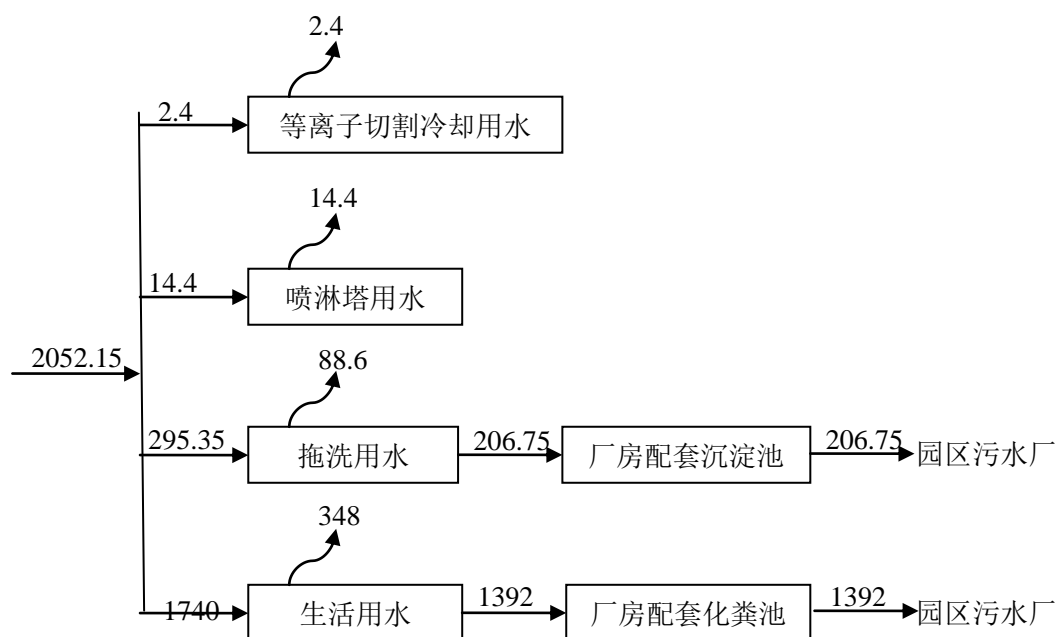 2.4
2.4
等离子切割冷却用水
14.4
14.4
喷淋塔用水
2052.15
88.6
295.35
拖洗用水
206.75
厂房配套沉淀池
206.75
园区污水厂
348
1740
生活用水
1392
厂房配套化粪池
1392
园区污水厂